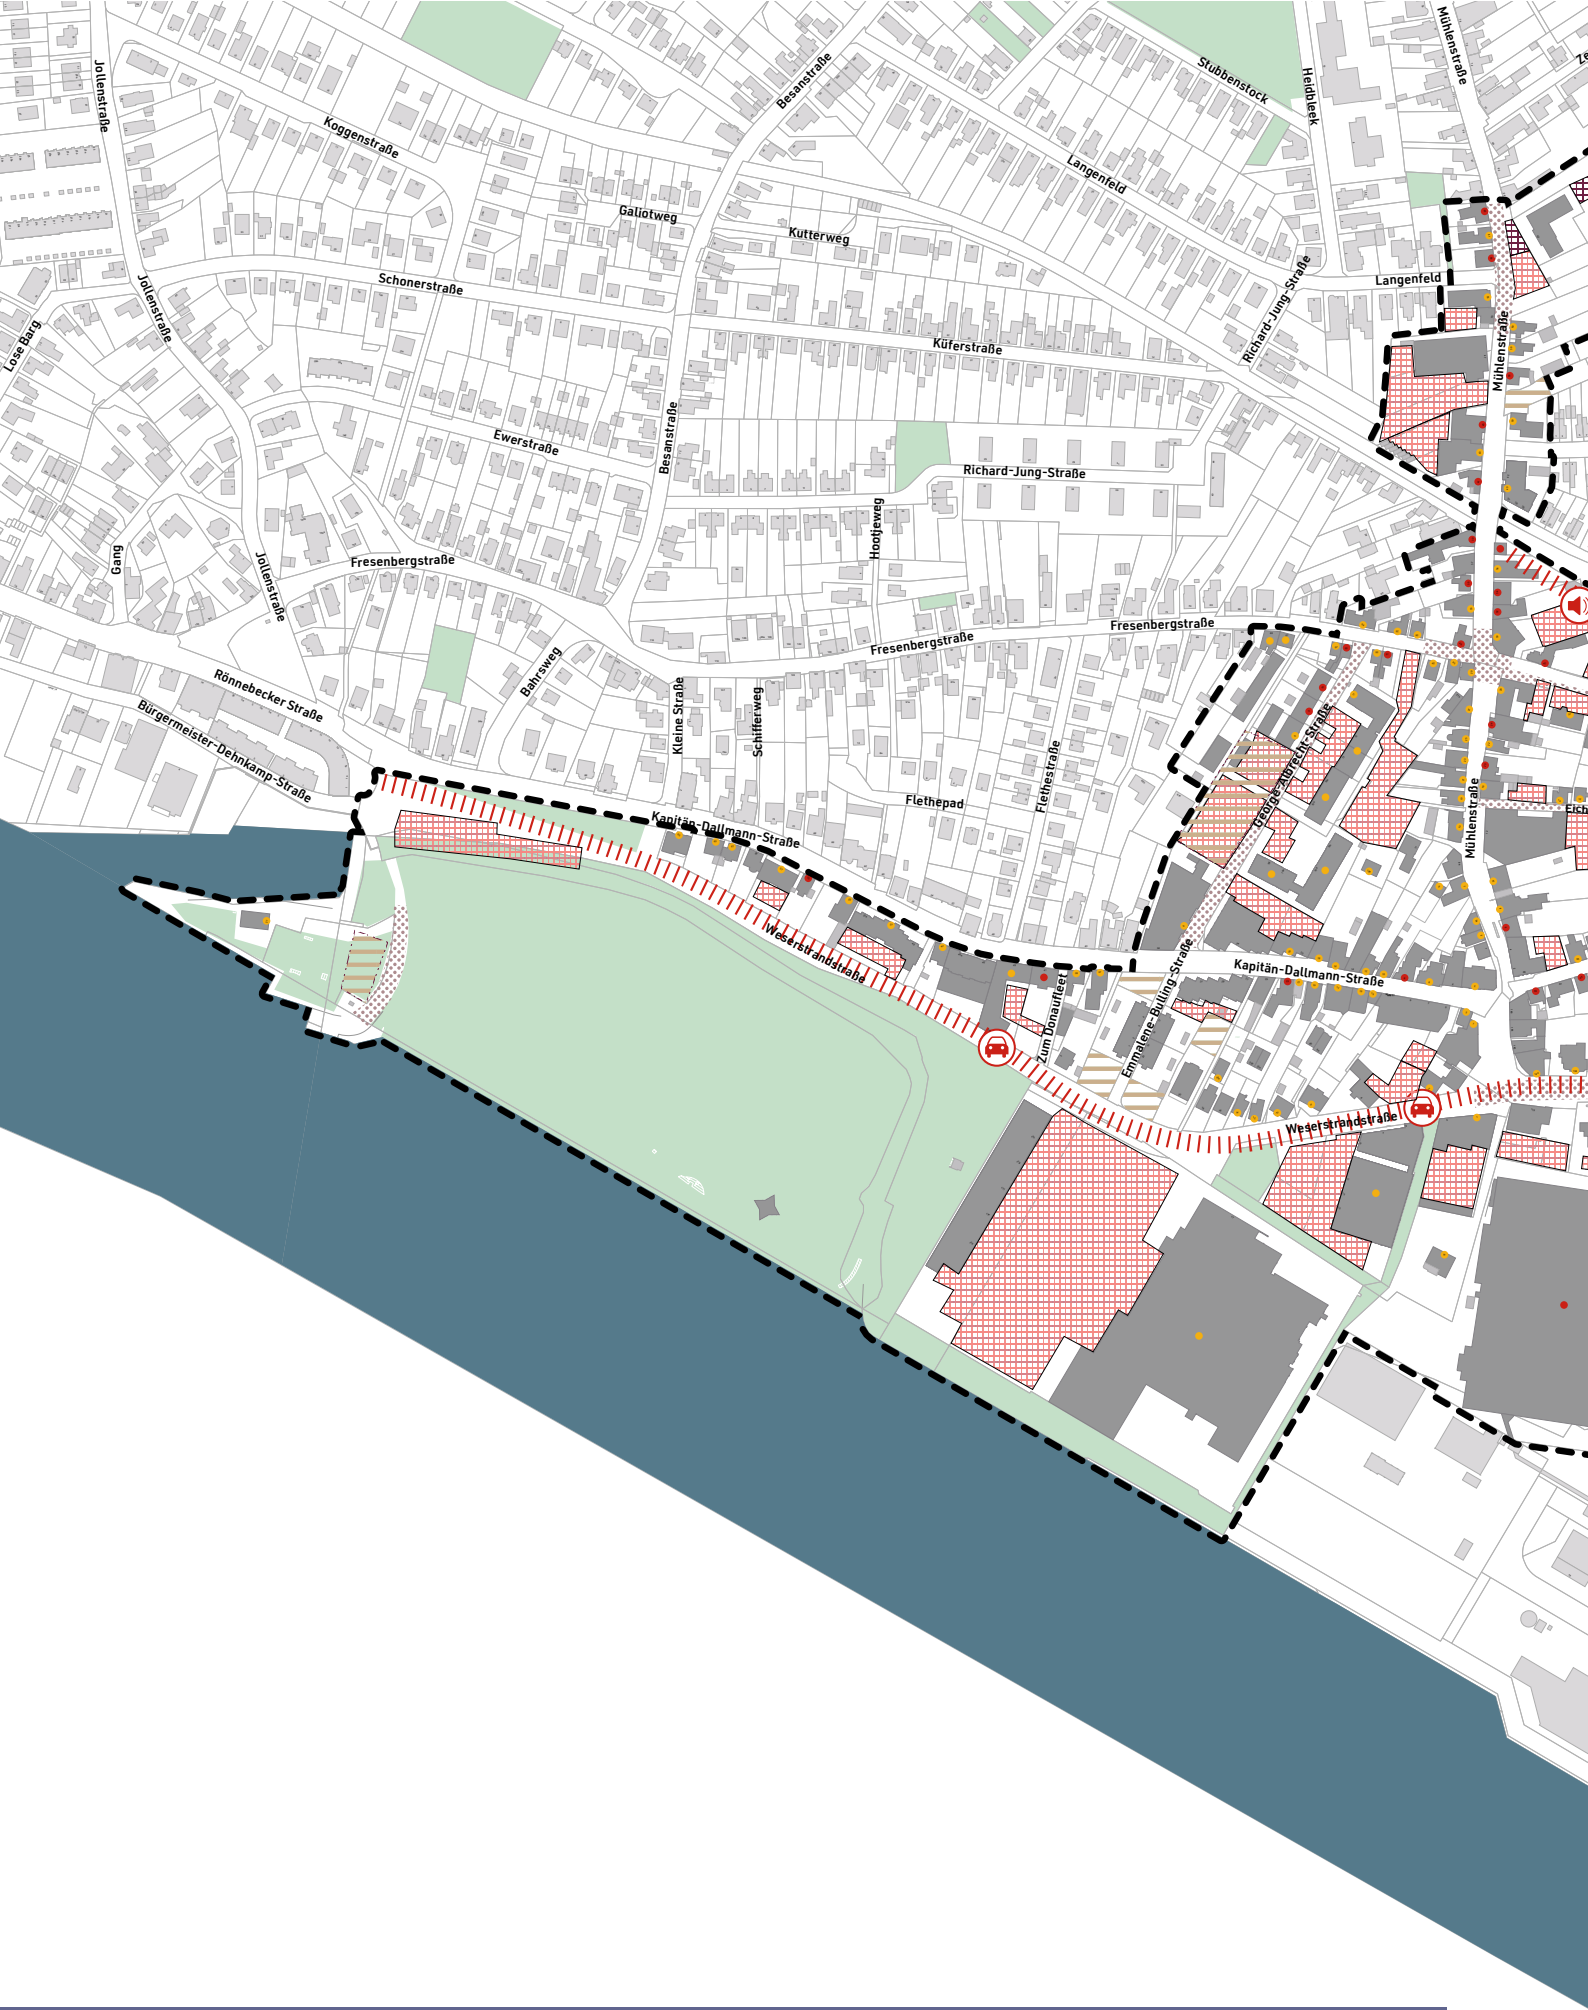 Mühlenstraße
Ze
Jollenstraße
Besanstraße
Stubbenstock
Heidbleek
Koggenstraße
Langenfeld
Galiotweg
Kutterweg
Schonerstraße
Langenfeld
Jollenstraße
Richard-Jung-Straße
Lose Barg
Küferstraße
Mühlenstraße
Besanstraße
Ewerstraße
Richard-Jung-Straße
Hootjeweg
Gang
Jollenstraße
Fresenbergstraße
Fresenbergstraße
Fresenbergstraße
Bahrsweg
Rönnebecker Straße
Kleine Straße
Schifferweg
Bürgermeister-Dehnkamp-Straße
Flethestraße
George-Albrecht-Straße
Flethepad
Mühlenstraße
Eich
Kapitän-Dallmann-Straße
Weserstrandstraße
Kapitän-Dallmann-Straße
Zum Donaufleet
Emmalene-Bulling-Straße
Weserstrandstraße